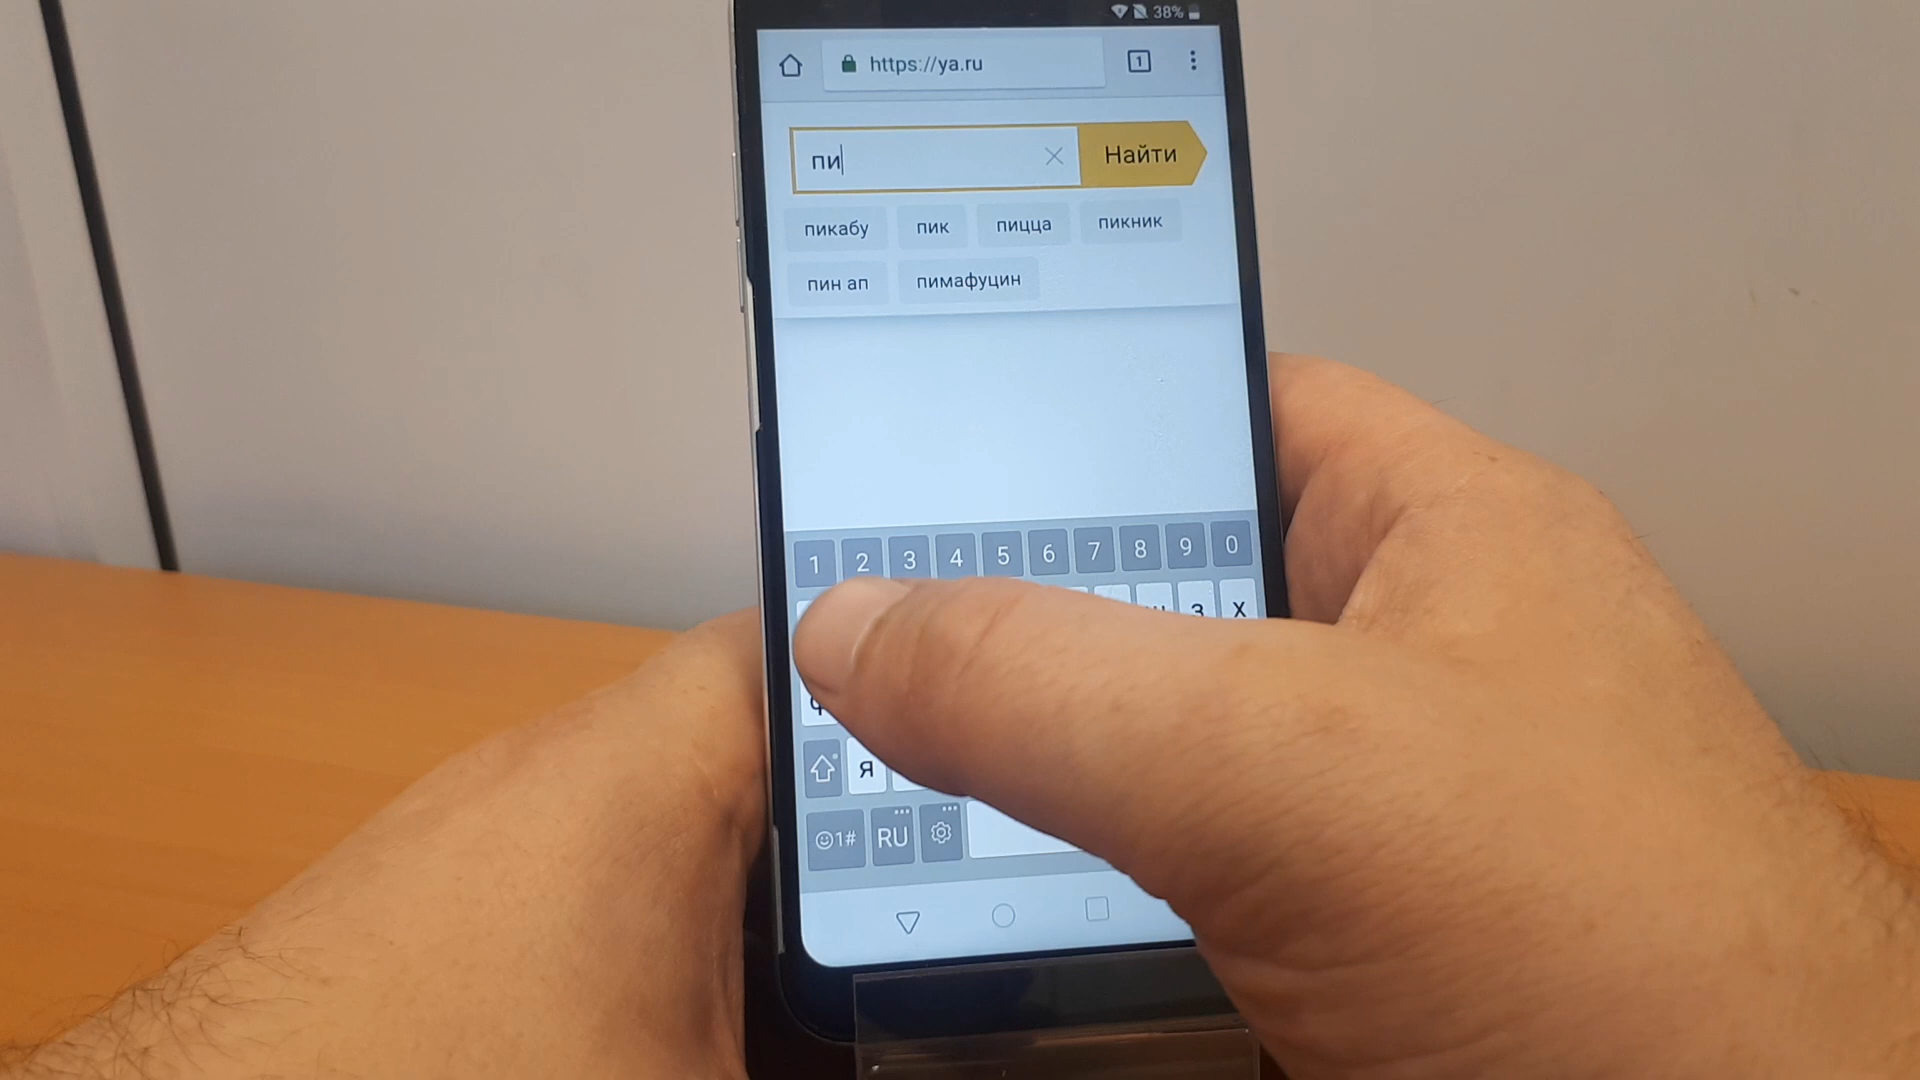 38%
https://ya.ru
1
пи
Найти
пикабу пик пицца пикник
пин ап пимафуцин
1 2 3 4 5 6 7 8 9 0
з х
я
1# RU